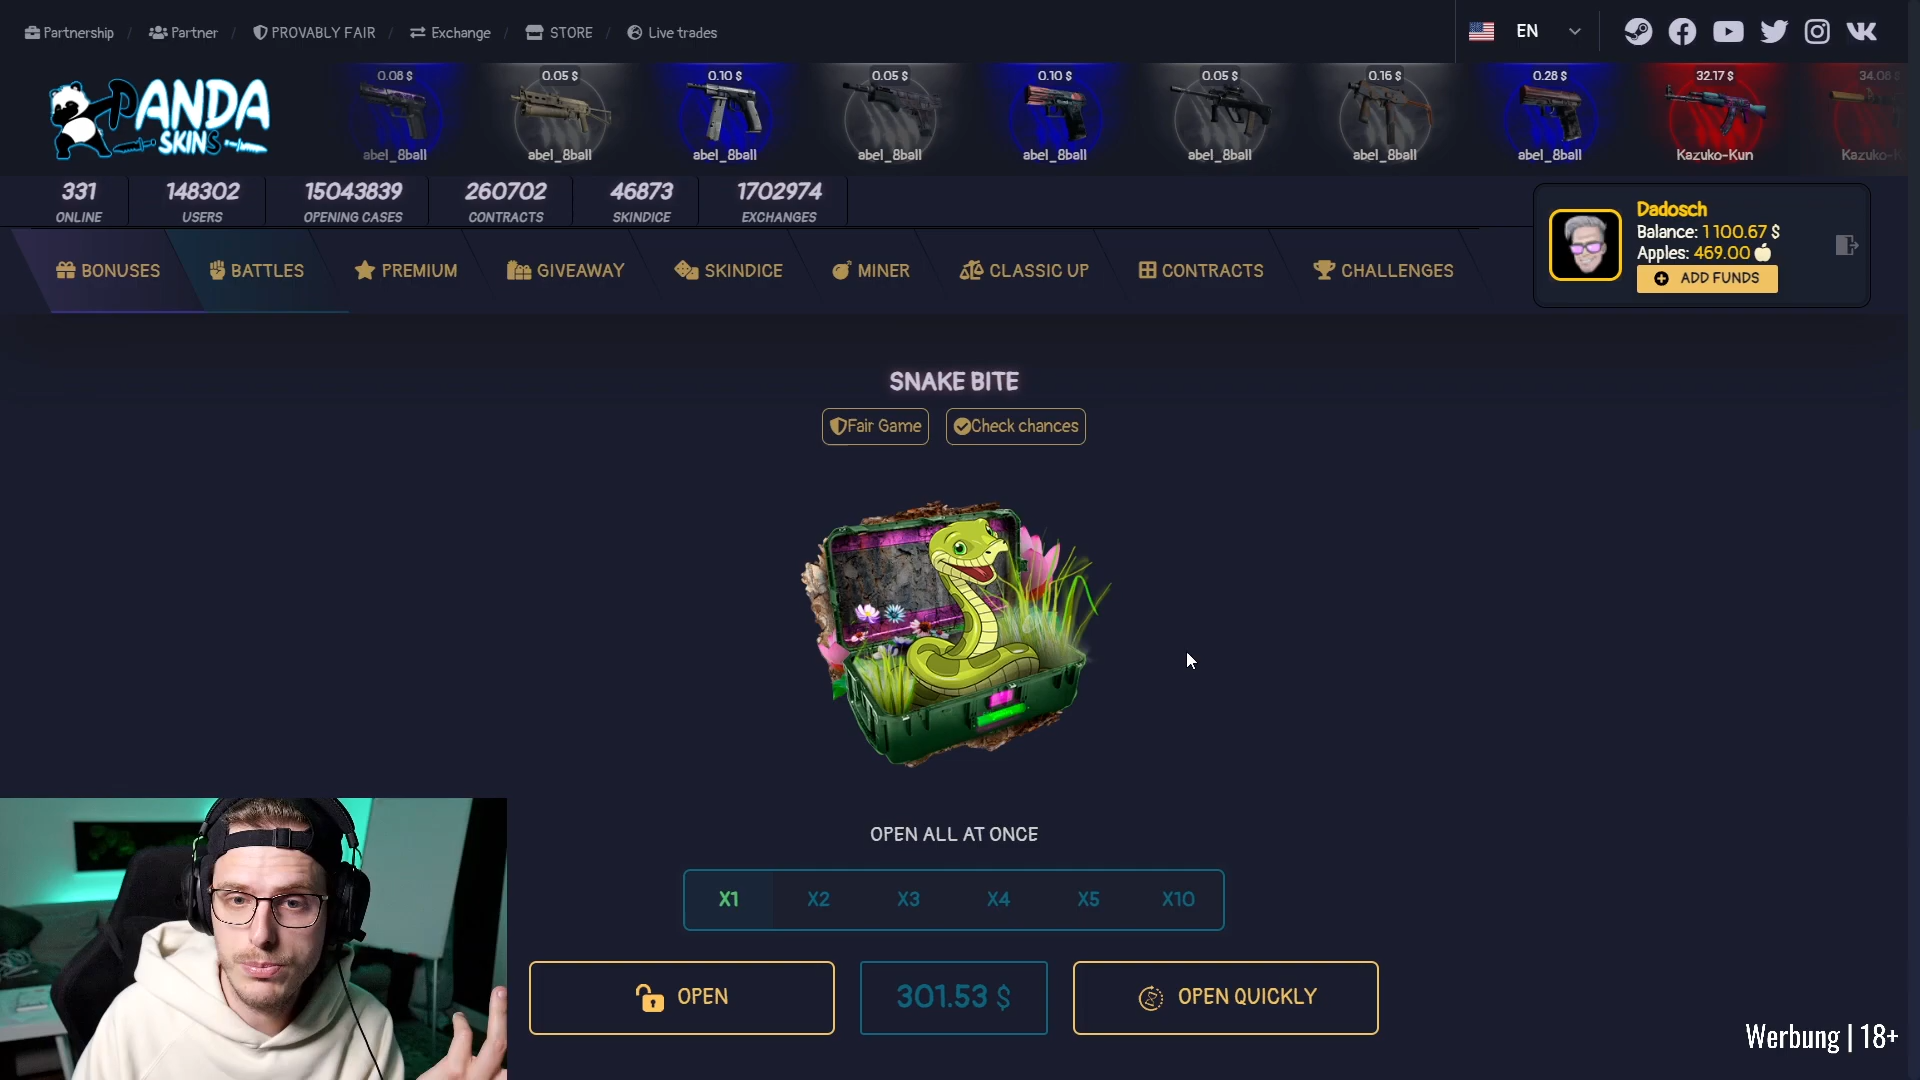 Partnership / Partner / PROVABLY FAIR / Exchange / STORE / Live trades
EN
PANDA
SKINS
0.08 $
abel_8ball
0.05 $
abel_8ball
0.10 $
abel_8ball
0.05 $
abel_8ball
0.10 $
abel_8ball
0.05 $
abel_8ball
0.16 $
abel_8ball
0.26 $
abel_8ball
32.17 $
Kazuko-Kun
331
ONLINE
148302
USERS
15043839
OPENING CASES
260702
CONTRACTS
46873
SKINDICE
1702974
EXCHANGES
Dadosch
Balance: 1 100.67 $
Apples: 469.00
ADD FUNDS
BONUSES
BATTLES
PREMIUM
GIVEAWAY
SKINDICE
MINER
CLASSIC UP
CONTRACTS
CHALLENGES
SNAKE BITE
Fair Game
Check chances
OPEN ALL AT ONCE
X1 X2 X3 X4 X5 X10
OPEN
301.53 $
OPEN QUICKLY
Werbung | 18+